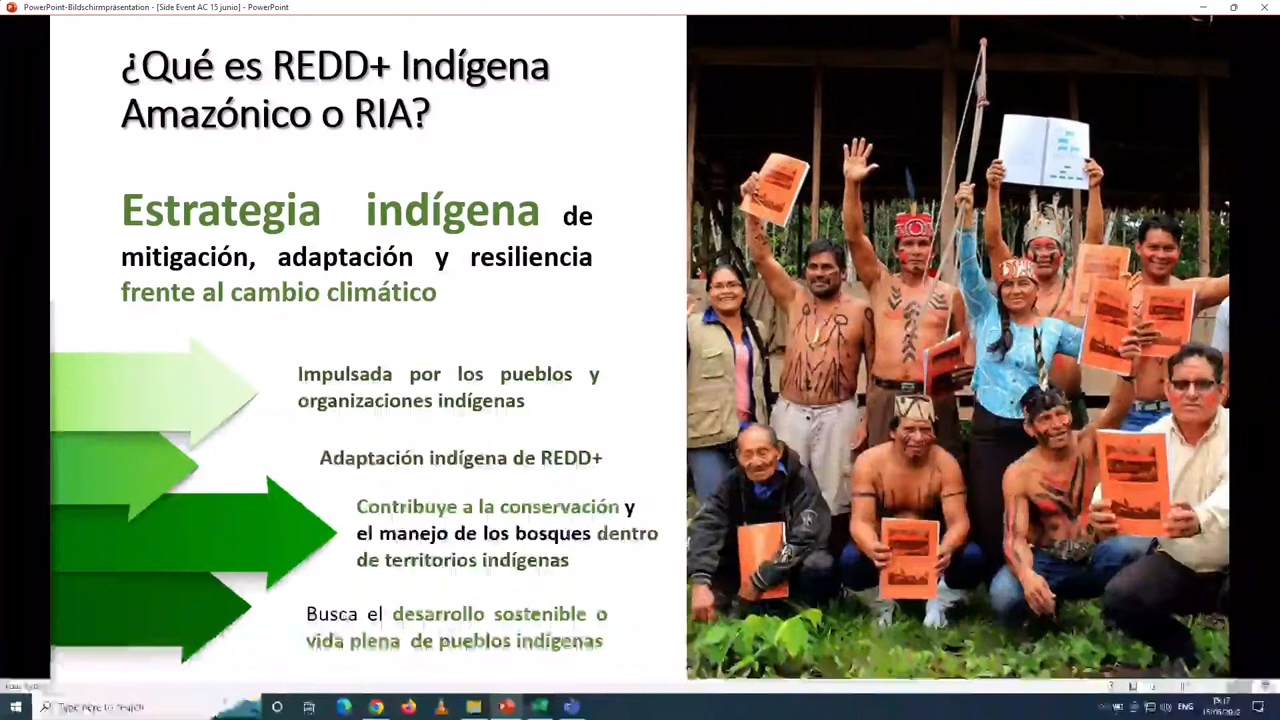 PowerPoint-Bildschirmpräsentation - [Side Event AC 15 junio] - PowerPoint
¿Qué es REDD+ Indígena
Amazónico o RIA?
Estrategia indígena de
mitigación, adaptación y resiliencia
frente al cambio climático
Impulsada por los pueblos y
organizaciones indígenas
Adaptación indígena de REDD+
Contribuye a la conservación y
el manejo de los bosques dentro
de territorios indígenas
Busca el desarrollo sostenible o
vida plena de pueblos indígenas
Type here to search
ENG